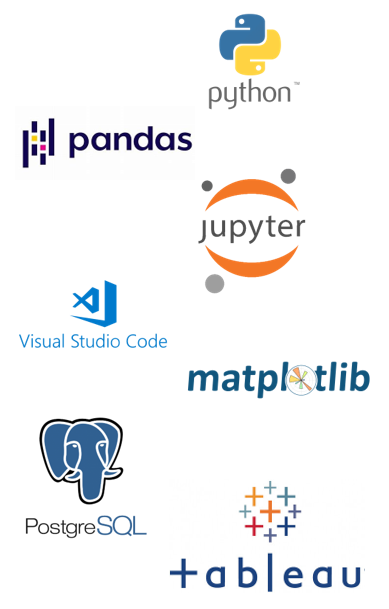 python™
pandas
jupyter
Visual Studio Code
matplotlib
PostgreSQL
+ableau